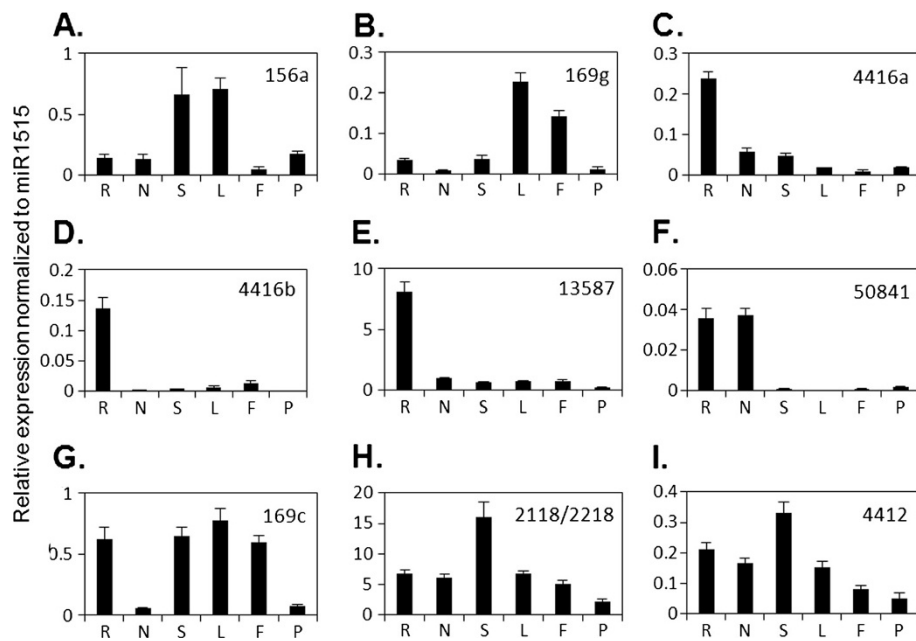 Relative expression normalized to miR1515
A.
156a
1
0.5
0
R N S L F P
B.
169g
0.3
0.2
0.1
0
R N S L F P
C.
4416a
0.3
0.2
0.1
0
R N S L F P
D.
4416b
0.2
0.15
0.1
0.05
0
R N S L F P
E.
13587
10
5
0
R N S L F P
F.
50841
0.06
0.04
0.02
0.00
R N S L F P
G.
169c
1
0
R N S L F P
H.
2118/2218
20
15
10
5
0
R N S L F P
I.
4412
0.4
0.3
0.2
0.1
0
R N S L F P